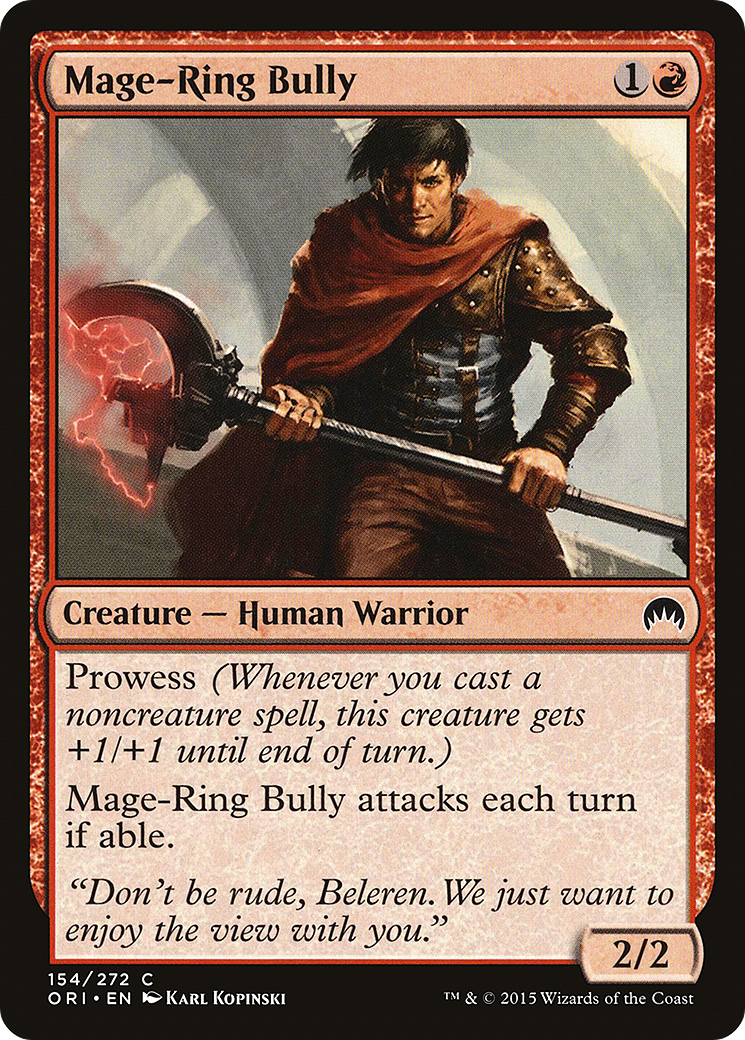 Mage-Ring Bully 1
Creature — Human Warrior
Prowess (Whenever you cast a
noncreature spell, this creature gets
+1/+1 until end of turn.)
Mage-Ring Bully attacks each turn
if able.
“Don’t be rude, Beleren. We just want to
enjoy the view with you.”
2/2
154/272 C
ORI • EN Karl Kopinski
™ & © 2015 Wizards of the Coast